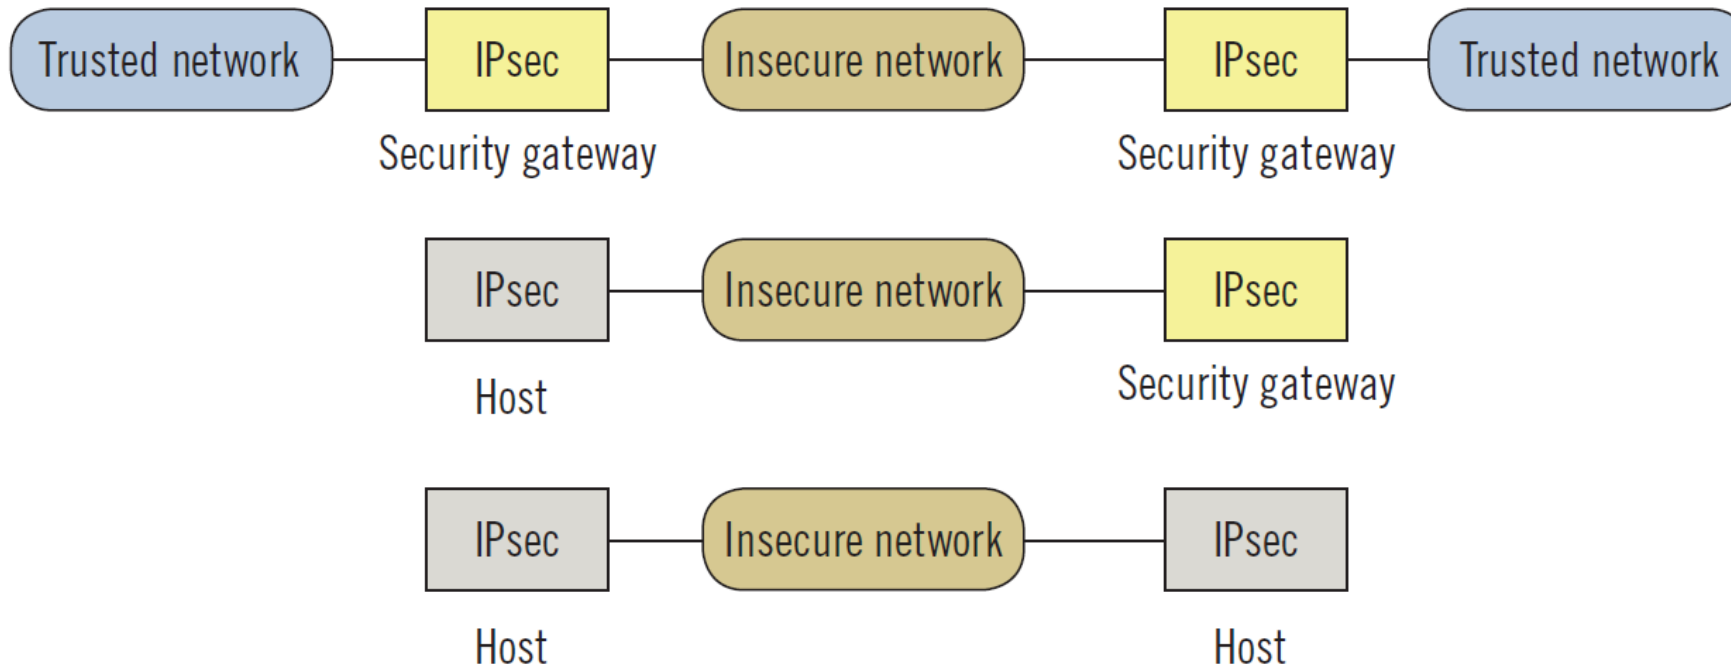 Trusted network IPsec Insecure network IPsec Trusted network
Security gateway Security gateway
IPsec Insecure network IPsec
Host Security gateway
IPsec Insecure network IPsec
Host Host